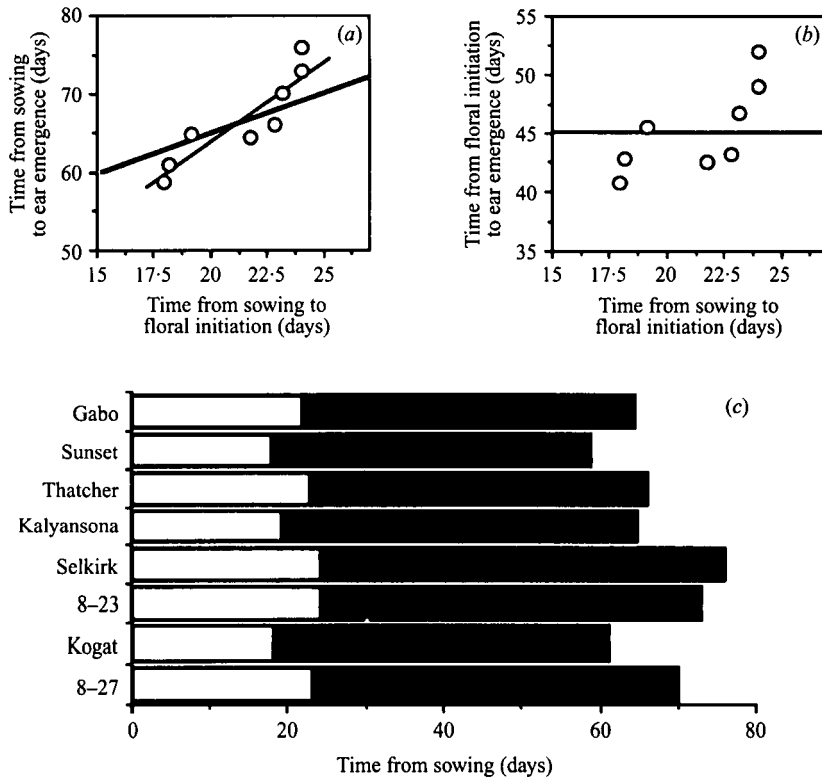 80
70
60
50
Time from sowing
to ear emergence (days)
(a)
15
17·5
20
22·5
25
Time from sowing to
floral initiation (days)
55
50
45
40
35
Time from floral initiation
to ear emergence (days)
(b)
15
17·5
20
22·5
25
Time from sowing to
floral initiation (days)
(c)
Gabo
Sunset
Thatcher
Kalyansona
Selkirk
8–23
Kogat
8–27
0
20
40
60
80
Time from sowing (days)